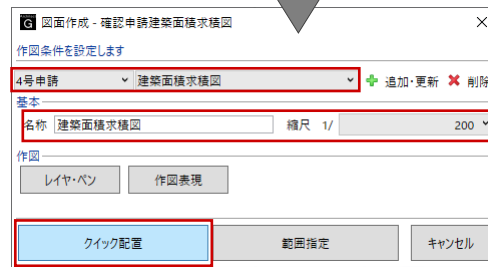 G 図面作成 - 確認申請建築面積求積図 ×
作図条件を設定します
4号申請 建築面積求積図 追加・更新 削除
基本
名称 建築面積求積図 縮尺 1/ 200
作図
レイヤ・ペン 作図表現
クイック配置 範囲指定 キャンセル